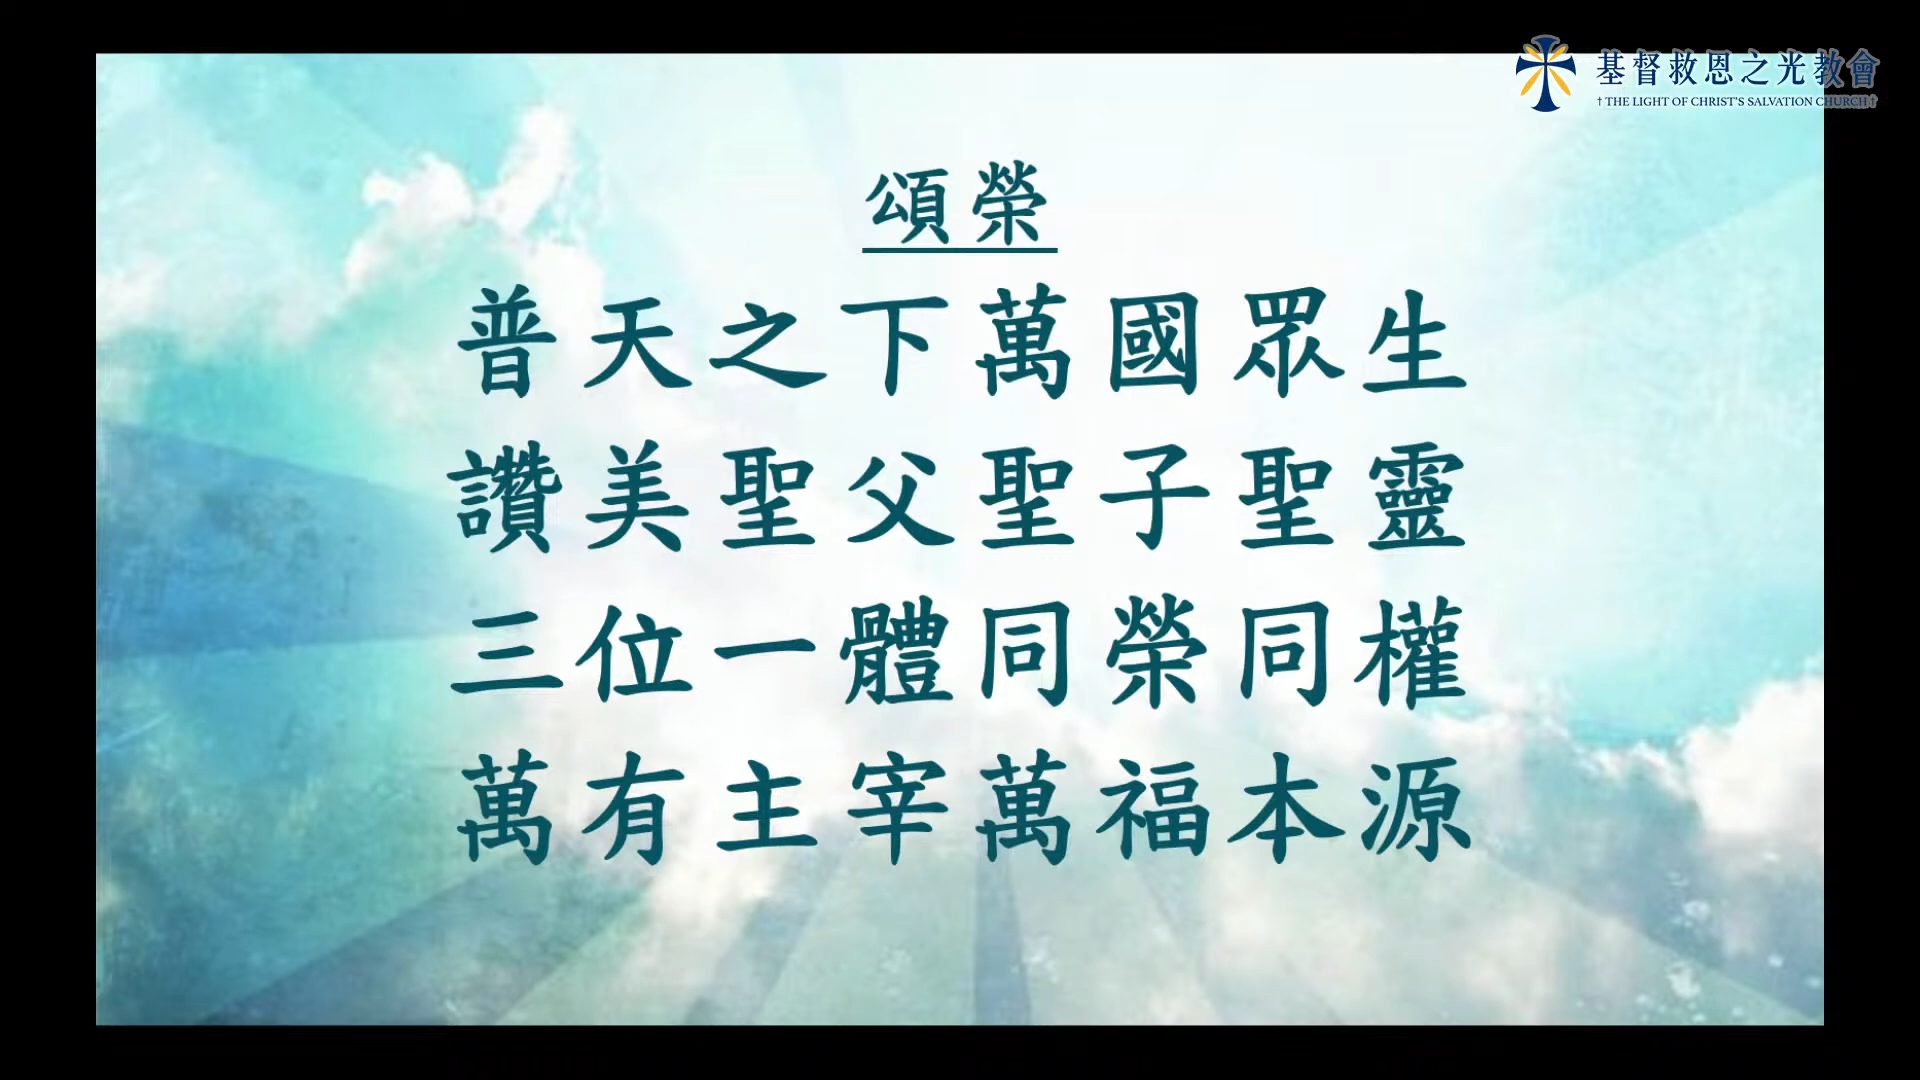 基督救恩之光教會
†THE LIGHT OF CHRIST'S SALVATION CHURCH†
頌榮
普天之下萬國眾生
讚美聖父聖子聖靈
三位一體同榮同權
萬有主宰萬福本源